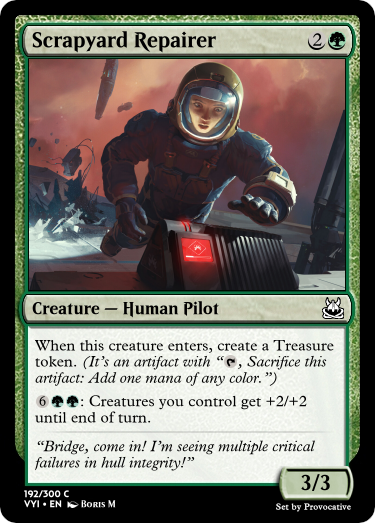 Scrapyard Repairer 2
Creature — Human Pilot
When this creature enters, create a Treasure
token. (It's an artifact with “, Sacrifice this
artifact: Add one mana of any color.”)
6 : Creatures you control get +2/+2
until end of turn.
“Bridge, come in! I'm seeing multiple critical
failures in hull integrity!”
3/3
192/300 C
VYI • EN Boris M
Set by Provocative